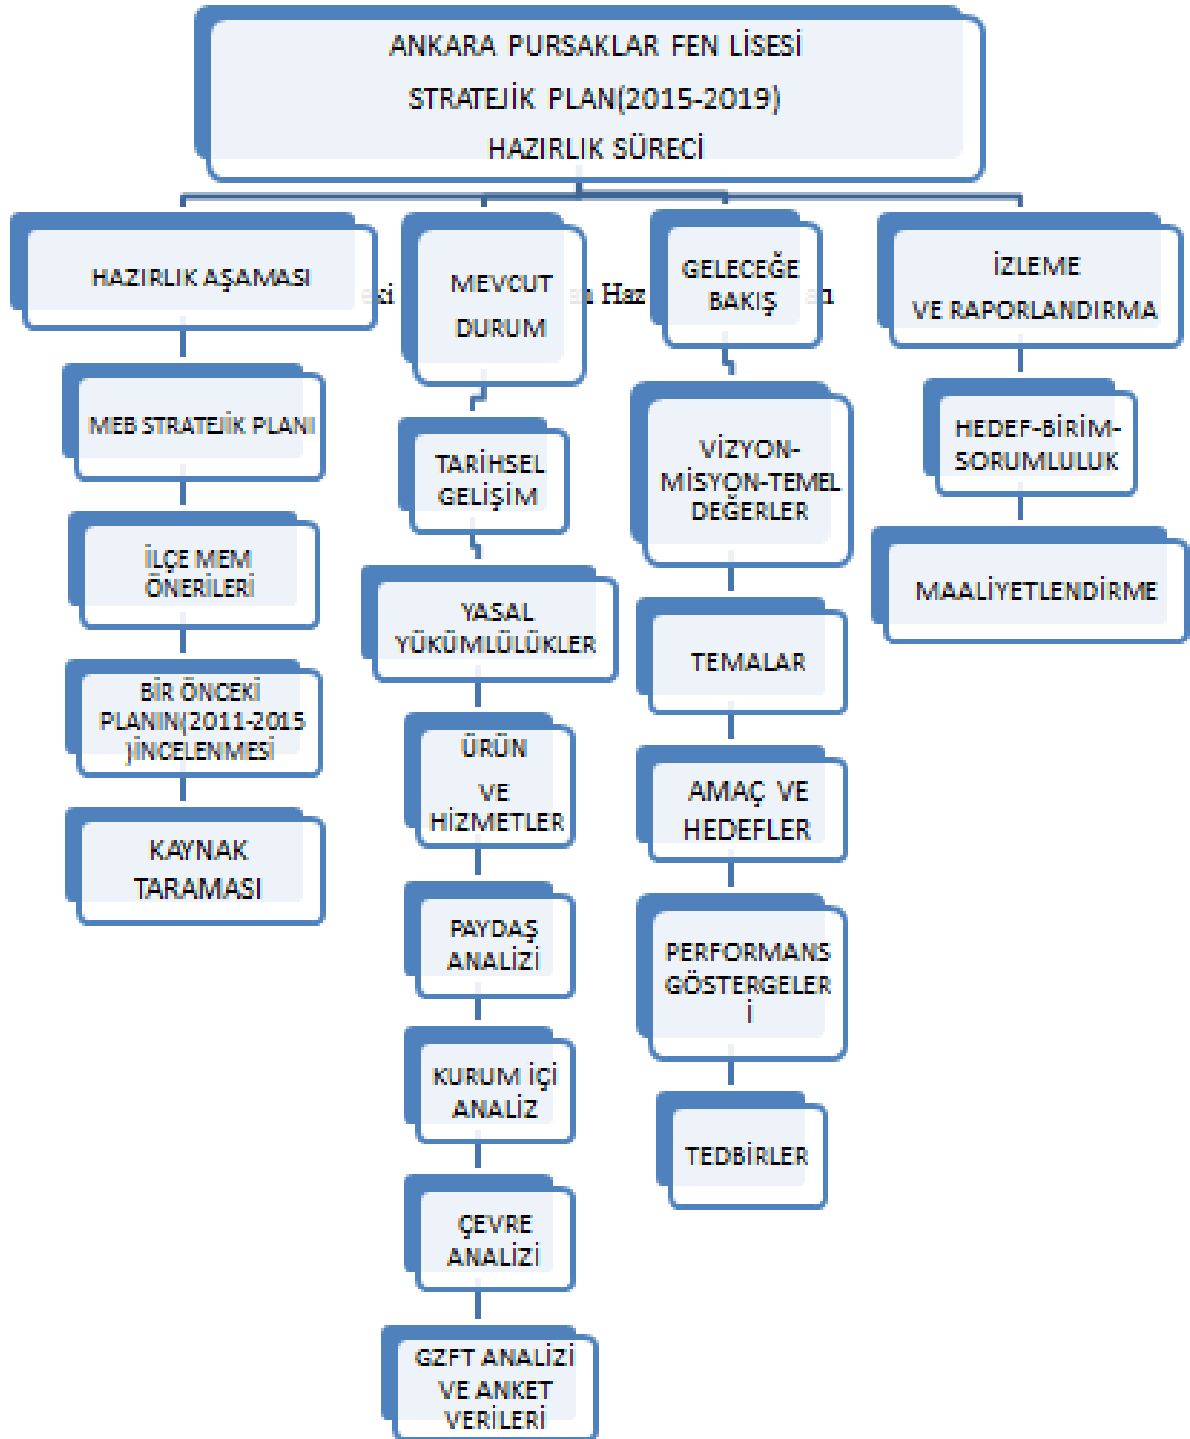 ANKARA PURSAKLAR FEN LİSESİ
STRATEJİK PLAN(2015-2019)
HAZIRLIK SÜRECİ
HAZIRLIK AŞAMASI
MEB STRATEJİK PLANI
İLÇE MEM
ÖNERİLERİ
BİR ÖNCEKİ
PLANIN(2011-2015
)İNCELENMESİ
KAYNAK
TARAMASI
MEVCUT
DURUM
TARİHSEL
GELİŞİM
YASAL
YÜKÜMLÜLÜKLER
ÜRÜN
VE
HİZMETLER
PAYDAŞ
ANALİZİ
KURUM İÇİ
ANALİZ
ÇEVRE
ANALİZİ
GZFT ANALİZİ
VE ANKET
VERİLERİ
GELECEĞE
BAKIŞ
VİZYON-
MİSYON-TEMEL
DEĞERLER
TEMALAR
AMAÇ VE
HEDEFLER
PERFORMANS
GÖSTERGELER
İ
TEDBİRLER
İZLEME
VE RAPORLANDIRMA
HEDEF-BİRİM-
SORUMLULUK
MAALİYETLENDİRME